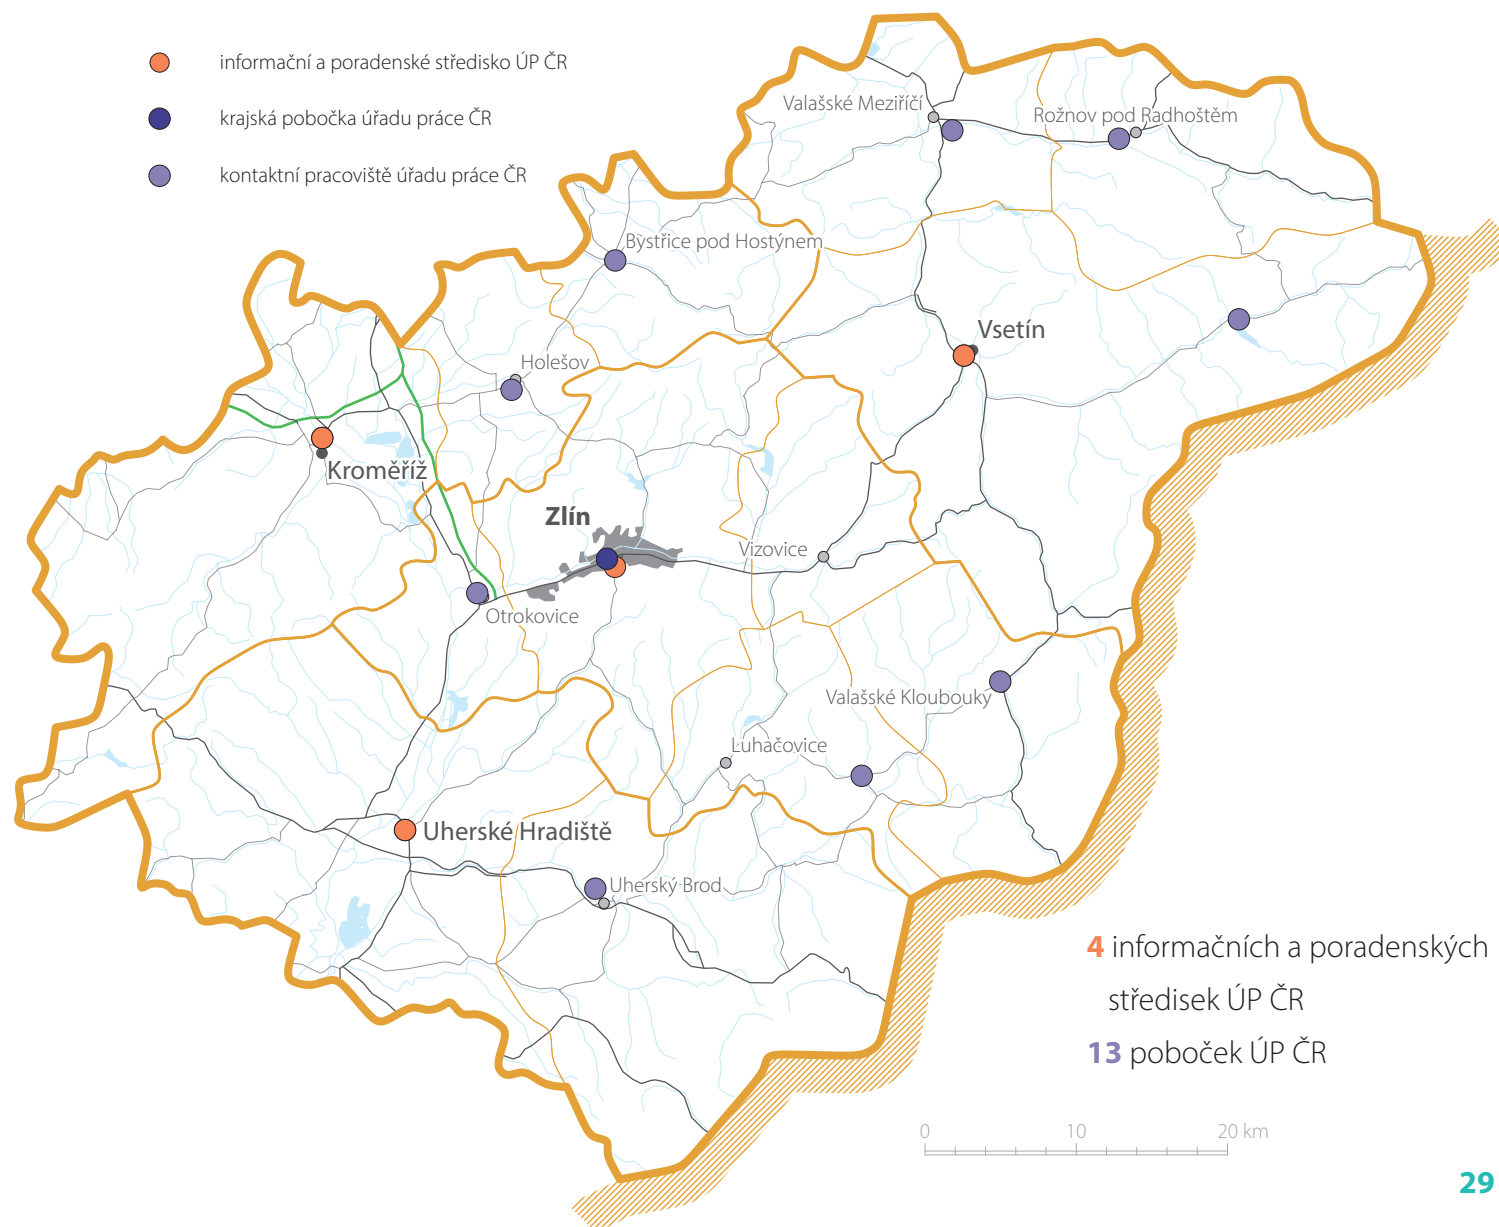 informační a poradenské středisko ÚP ČR
krajská pobočka úřadu práce ČR
kontaktní pracoviště úřadu práce ČR
Valašské Meziříčí
Rožnov pod Radhoštěm
Bystřice pod Hostýnem
Vsetín
Holešov
Kroměříž
Zlín
Vizovice
Otrokovice
Valašské Klobouky
Luhačovice
Uherské Hradiště
Uherský Brod
4 informačních a poradenských
středisek ÚP ČR
13 poboček ÚP ČR
0 10 20 km
29